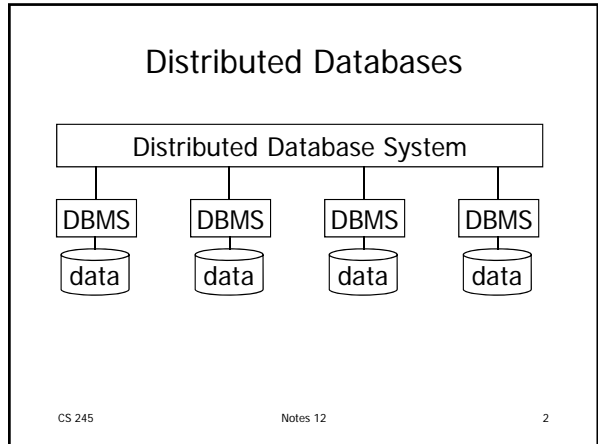 Distributed Databases
Distributed Database System
DBMS DBMS DBMS DBMS
data data data data
CS 245 Notes 12 2